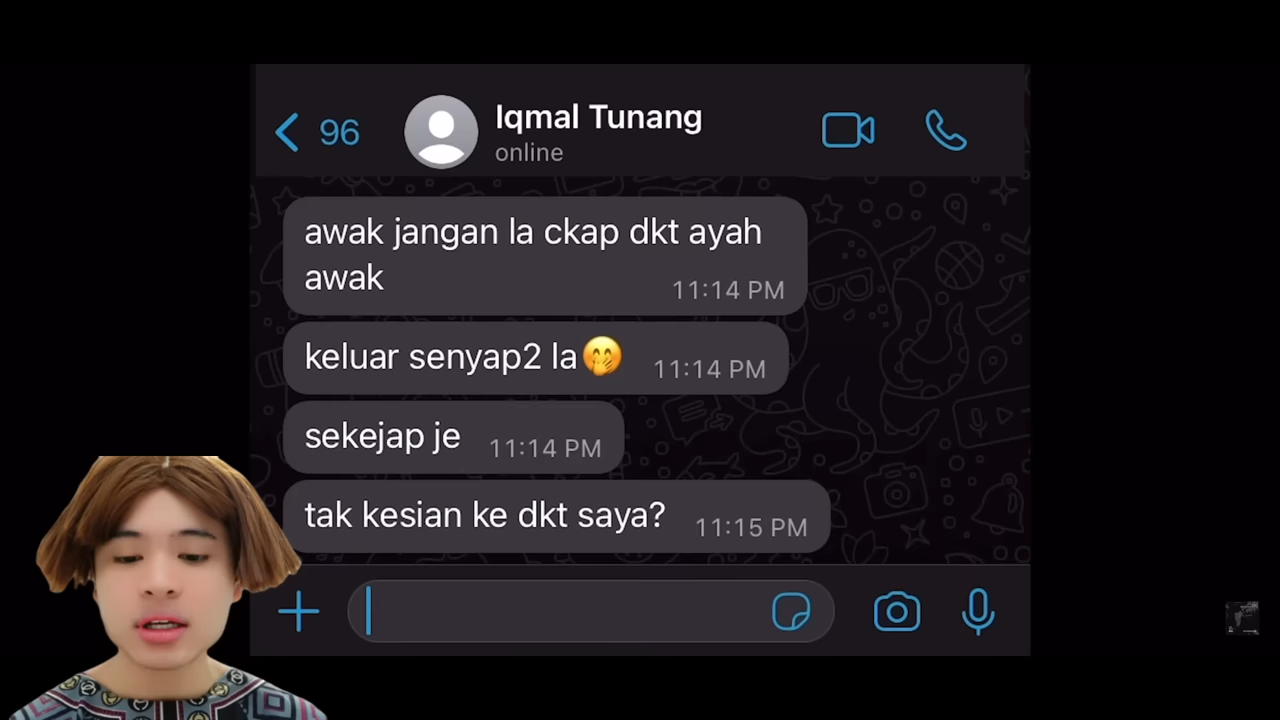 96
Iqmal Tunang
online
awak jangan la ckap dkt ayah
awak
11:14 PM
keluar senyap2 la🤭 11:14 PM
sekejap je 11:14 PM
tak kesian ke dkt saya? 11:15 PM